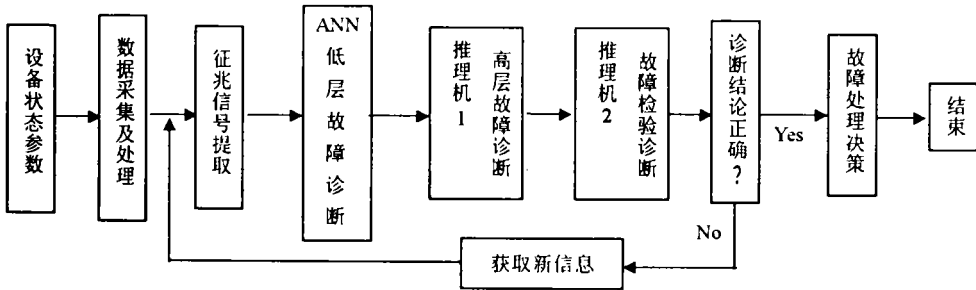 设备状态参数
数据采集及处理
征兆信号提取
ANN
低层故障诊断
推理机1
高层故障诊断
推理机2
故障检验诊断
诊断结论正确?
Yes
故障处理决策
结束
No
获取新信息